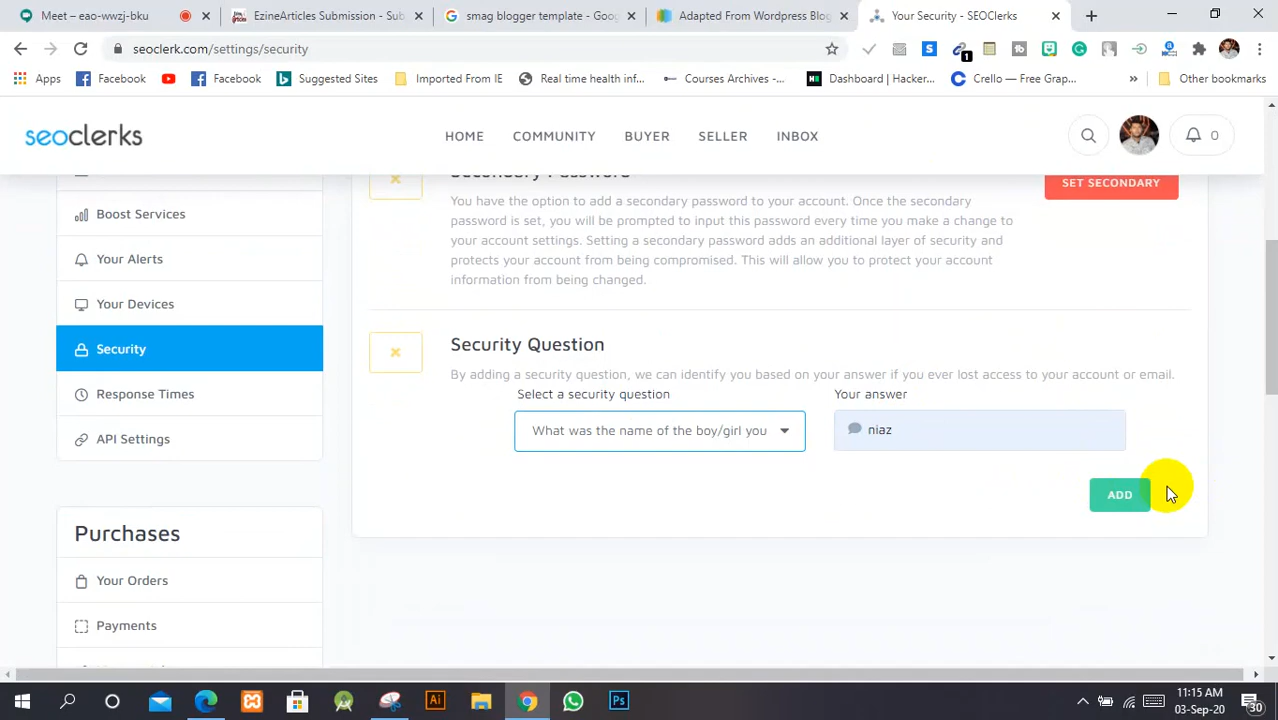 Meet – eao-wwzj-bku
EzineArticles Submission - Sub
smag blogger template - Goog
Adapted From Wordpress Blog
Your Security - SEOClerks
seoclerk.com/settings/security
1
Apps
Facebook
Facebook
Suggested Sites
Imported From IE
Real time health inf...
Courses Archives -...
Dashboard | Hacker...
Crello — Free Grap...
»
Other bookmarks
seoclerks
HOME
COMMUNITY
BUYER
SELLER
INBOX
0
Secondary Password
SET SECONDARY
You have the option to add a secondary password to your account. Once the secondary
password is set, you will be prompted to input this password every time you make a change to
your account settings. Setting a secondary password adds an additional layer of security and
protects your account from being compromised. This will allow you to protect your account
information from being changed.
Boost Services
Your Alerts
Your Devices
Security
Response Times
API Settings
Security Question
By adding a security question, we can identify you based on your answer if you ever lost access to your account or email.
Select a security question
Your answer
What was the name of the boy/girl you
niaz
ADD
Purchases
Your Orders
Payments
Ai
Ps
11:15 AM
03-Sep-20
30